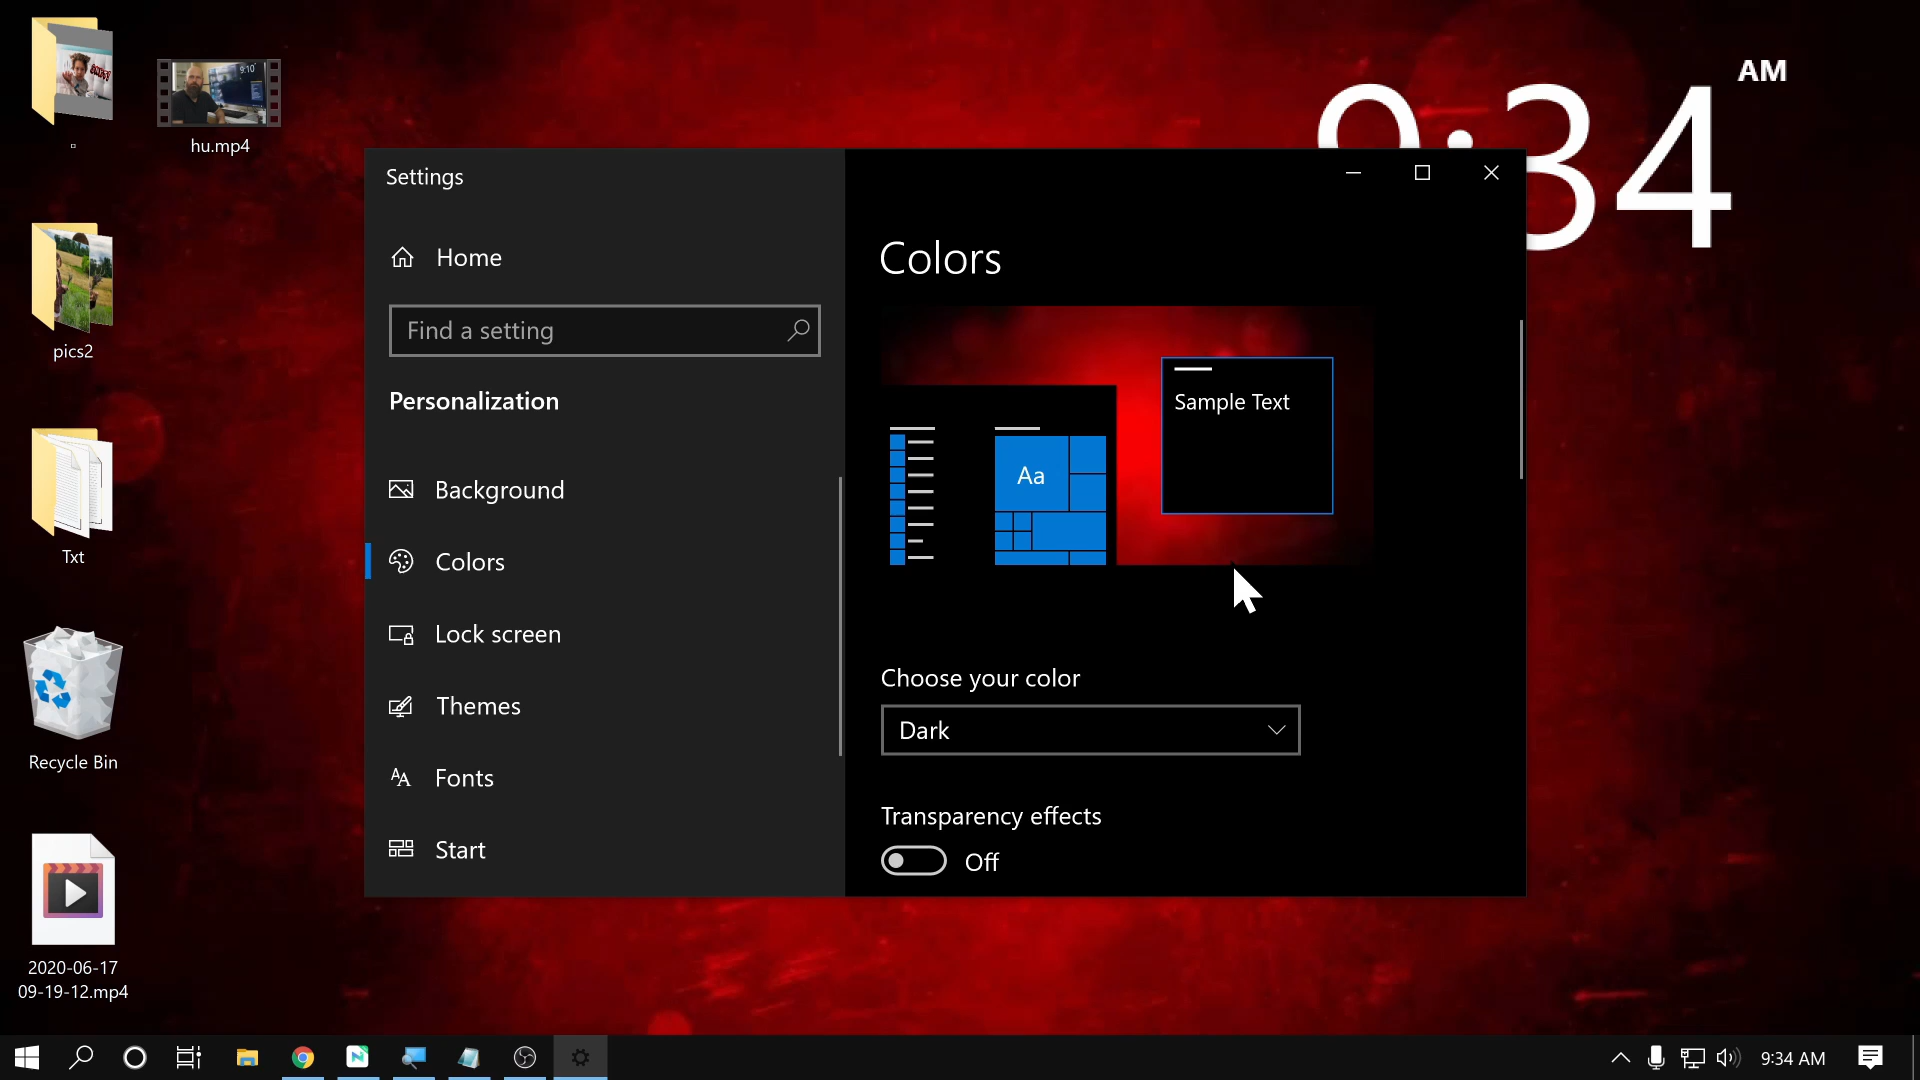 hu.mp4
pics2
Txt
Recycle Bin
2020-06-17
09-19-12.mp4
9:34
AM
Settings
Home
Find a setting
Personalization
Background
Colors
Lock screen
Themes
Fonts
Start
Colors
Sample Text
Aa
Choose your color
Dark
Transparency effects
Off
9:34 AM